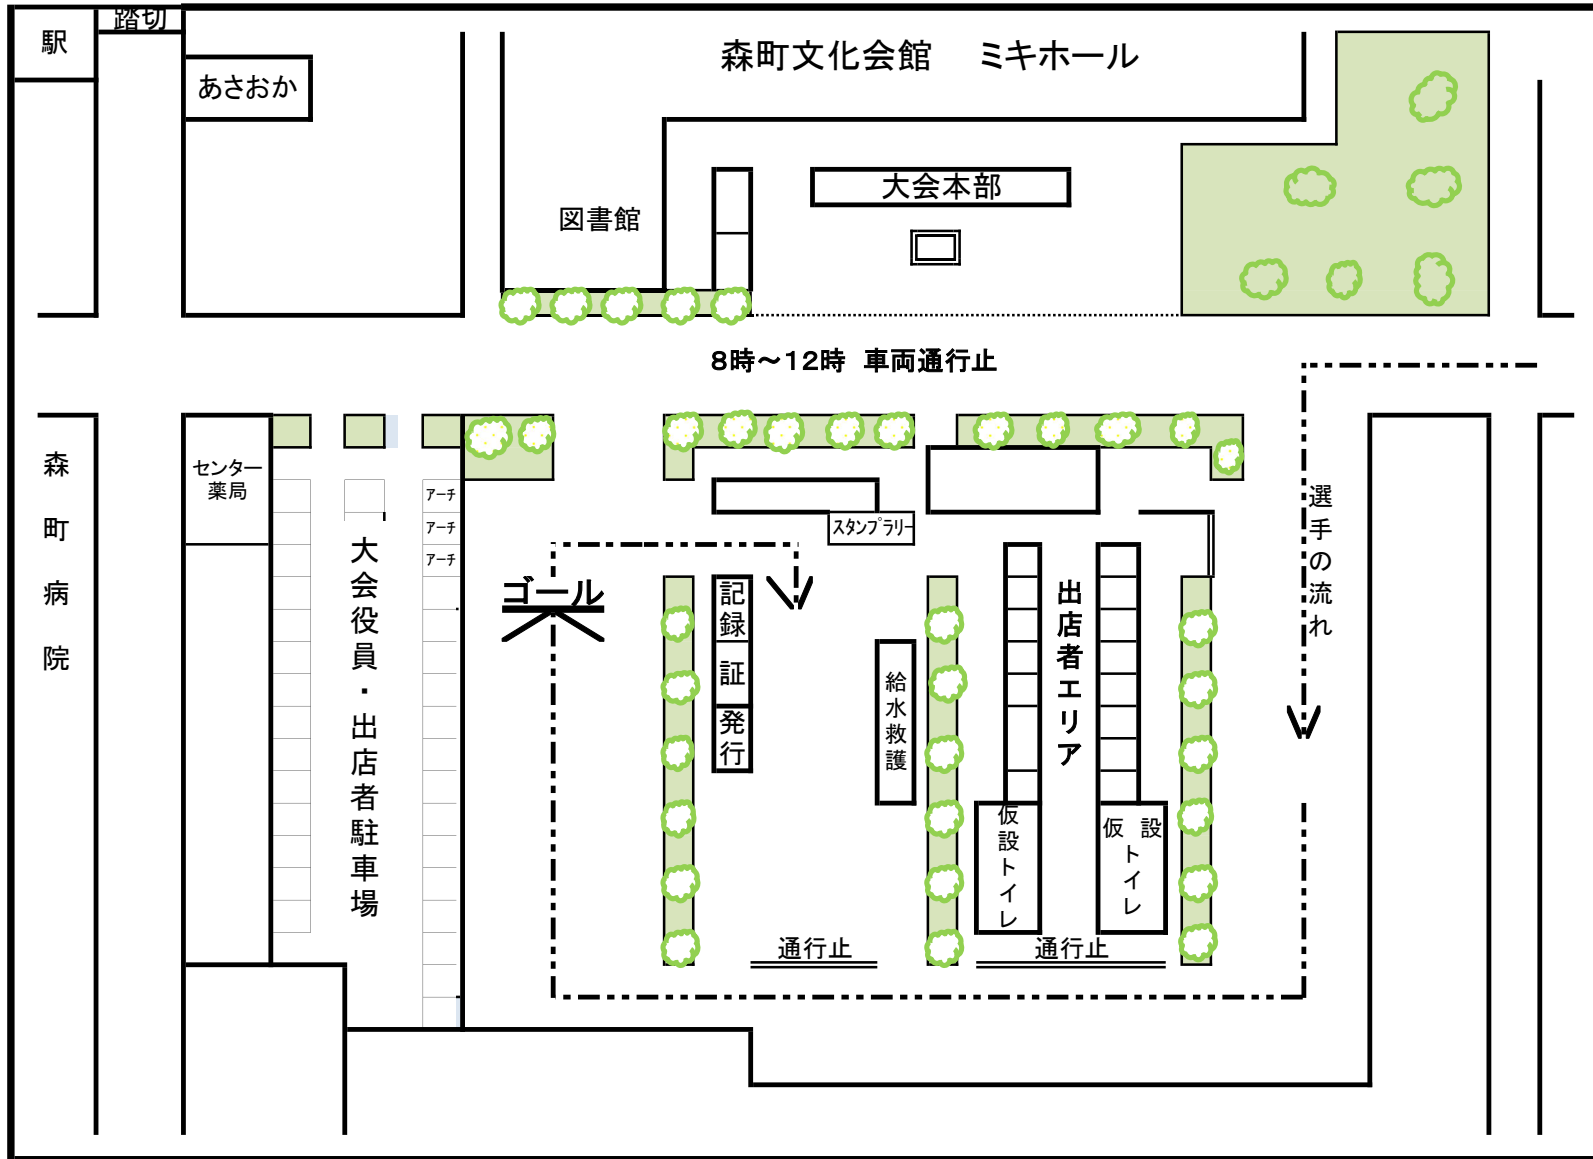 駅
踏切
あさおか
森町文化会館　ミキホール
大会本部
図書館
8時～12時 車両通行止
森町病院
センター
薬局
アーチ
アーチ
アーチ
大会役員・出店者駐車場
ゴール
スタンプラリー
記録証発行
給水救護
出店者エリア
選手の流れ
仮設トイレ
仮設トイレ
通行止
通行止